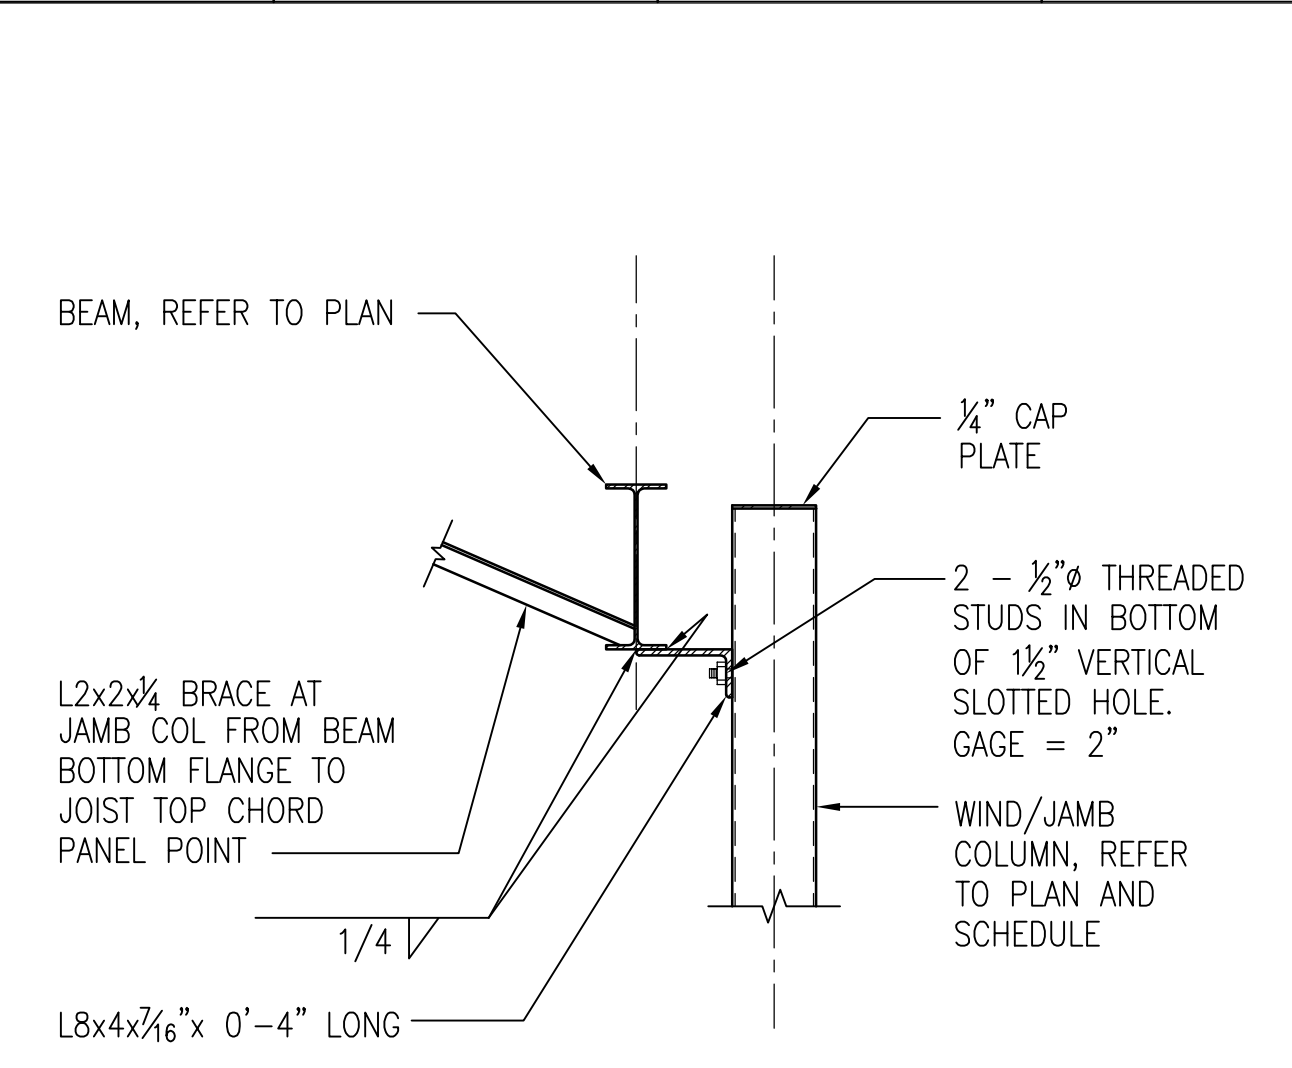 BEAM, REFER TO PLAN
1/4" CAP
PLATE
2 - 1/2"ø THREADED
STUDS IN BOTTOM
OF 1 1/2" VERTICAL
SLOTTED HOLE.
GAGE = 2"
L2x2x1/4 BRACE AT
JAMB COL FROM BEAM
BOTTOM FLANGE TO
JOIST TOP CHORD
PANEL POINT
WIND/JAMB
COLUMN, REFER
TO PLAN AND
SCHEDULE
1/4
L8x4x7/16"x 0'-4" LONG